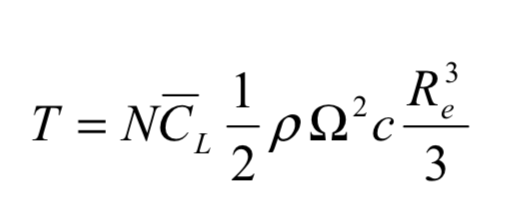 T = N\overline{C}_L \frac{1}{2} \rho \Omega^2 c \frac{R_e^3}{3}